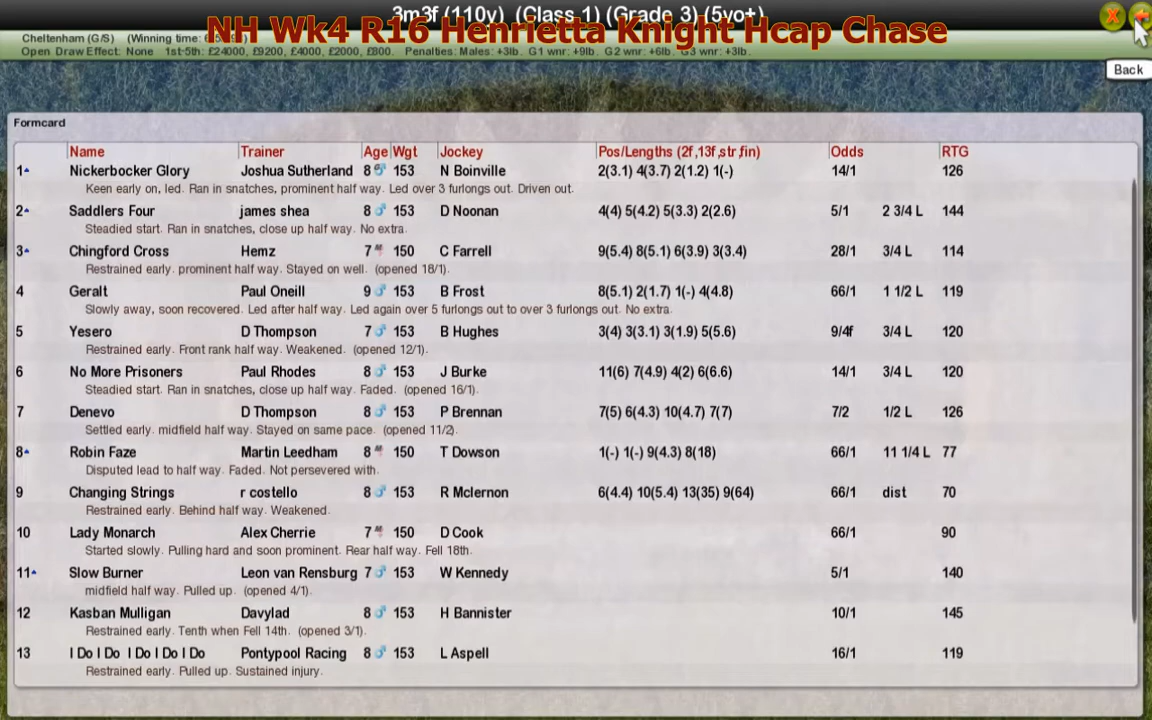 3m3f (110y) (Class 1) (Grade 3) (5yo+)
NH Wk4 R16 Henrietta Knight Hcap Chase
Cheltenham (G/S) (Winning time:
Open Draw Effect: None 1st-5th: £24000, £9200, £4000, £2000, £800. Penalties: Males: +3lb. G1 wnr: +9lb. G2 wnr: +6lb. G3 wnr: +3lb.
Back
Formcard
Name Trainer Age Wgt Jockey Pos/Lengths (2f,13f,str,fin) Odds RTG
1 Nickerbocker Glory Joshua Sutherland 8 153 N Boinville 2(3.1) 4(3.7) 2(1.2) 1(-) 14/1 126
Keen early on, led. Ran in snatches, prominent half way. Led over 3 furlongs out. Driven out.
2 Saddlers Four james shea 8 153 D Noonan 4(4) 5(4.2) 5(3.3) 2(2.6) 5/1 2 3/4 L 144
Steadied start. Ran in snatches, close up half way. No extra.
3 Chingford Cross Hemz 7 150 C Farrell 9(5.4) 8(5.1) 6(3.9) 3(3.4) 28/1 3/4 L 114
Restrained early. prominent half way. Stayed on well. (opened 18/1).
4 Geralt Paul Oneill 9 153 B Frost 8(5.1) 2(1.7) 1(-) 4(4.8) 66/1 1 1/2 L 119
Slowly away, soon recovered. Led after half way. Led again over 5 furlongs out to over 3 furlongs out. No extra.
5 Yesero D Thompson 7 153 B Hughes 3(4) 3(3.1) 3(1.9) 5(5.6) 9/4f 3/4 L 120
Restrained early. Front rank half way. Weakened. (opened 12/1).
6 No More Prisoners Paul Rhodes 8 153 J Burke 11(6) 7(4.9) 4(2) 6(6.6) 14/1 3/4 L 120
Steadied start. Ran in snatches, close up half way. Faded. (opened 16/1).
7 Denevo D Thompson 8 153 P Brennan 7(5) 6(4.3) 10(4.7) 7(7) 7/2 1/2 L 126
Settled early. midfield half way. Stayed on same pace. (opened 11/2).
8 Robin Faze Martin Leedham 8 150 T Dowson 1(-) 1(-) 9(4.3) 8(18) 66/1 11 1/4 L 77
Disputed lead to half way. Faded. Not persevered with.
9 Changing Strings r costello 8 153 R Mclernon 6(4.4) 10(5.4) 13(35) 9(64) 66/1 dist 70
Restrained early. Behind half way. Weakened.
10 Lady Monarch Alex Cherrie 7 150 D Cook 66/1 90
Started slowly. Pulling hard and soon prominent. Rear half way. Fell 18th.
11 Slow Burner Leon van Rensburg 7 153 W Kennedy 5/1 140
midfield half way. Pulled up. (opened 4/1).
12 Kasban Mulligan Davylad 8 153 H Bannister 10/1 145
Restrained early. Tenth when Fell 14th. (opened 3/1).
13 I Do I Do I Do I Do I Do Pontypool Racing 8 153 L Aspell 16/1 119
Restrained early. Pulled up. Sustained injury.